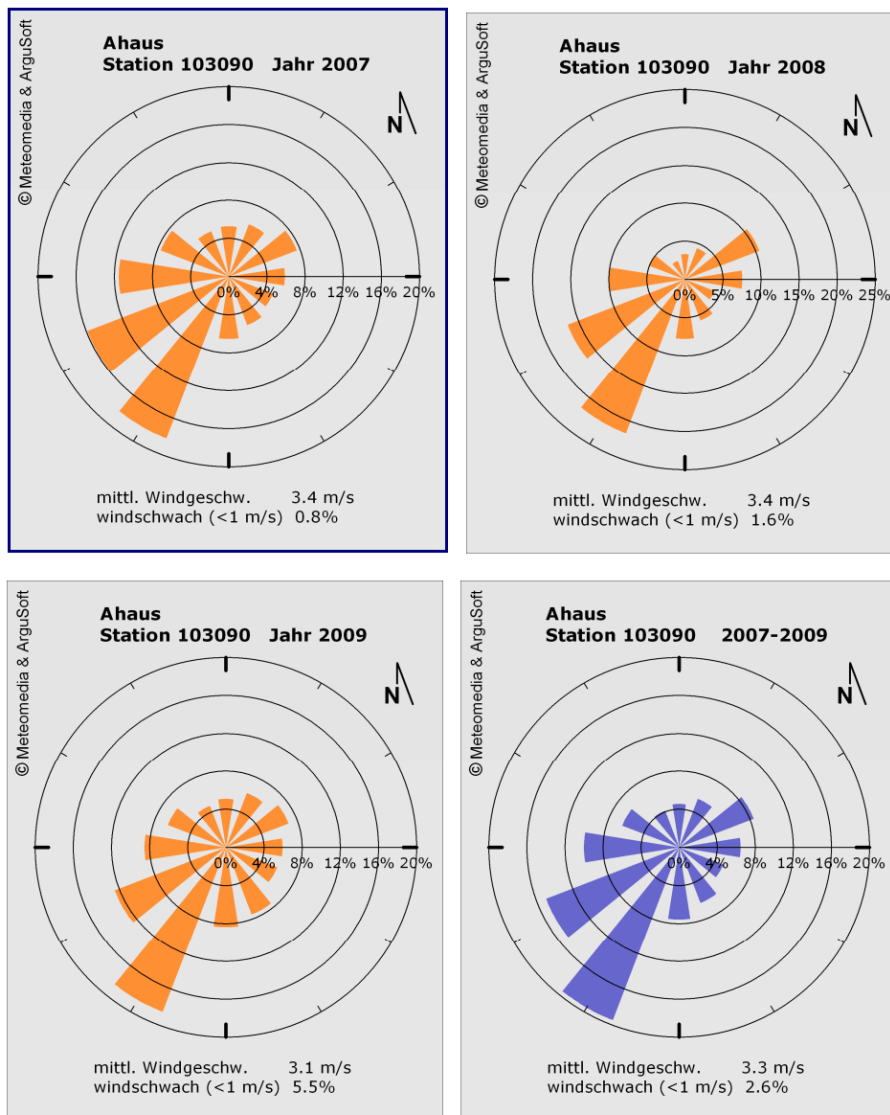 © Meteomedia & ArguSoft
Ahaus
Station 103090 Jahr 2007
N
0% 4% 8% 12% 16% 20%
mittl. Windgeschw. 3.4 m/s
windschwach (<1 m/s) 0.8%
© Meteomedia & ArguSoft
Ahaus
Station 103090 Jahr 2008
N
0% 5% 10% 15% 20% 25%
mittl. Windgeschw. 3.4 m/s
windschwach (<1 m/s) 1.6%
© Meteomedia & ArguSoft
Ahaus
Station 103090 Jahr 2009
N
0% 4% 8% 12% 16% 20%
mittl. Windgeschw. 3.1 m/s
windschwach (<1 m/s) 5.5%
© Meteomedia & ArguSoft
Ahaus
Station 103090 2007-2009
N
0% 4% 8% 12% 16% 20%
mittl. Windgeschw. 3.3 m/s
windschwach (<1 m/s) 2.6%